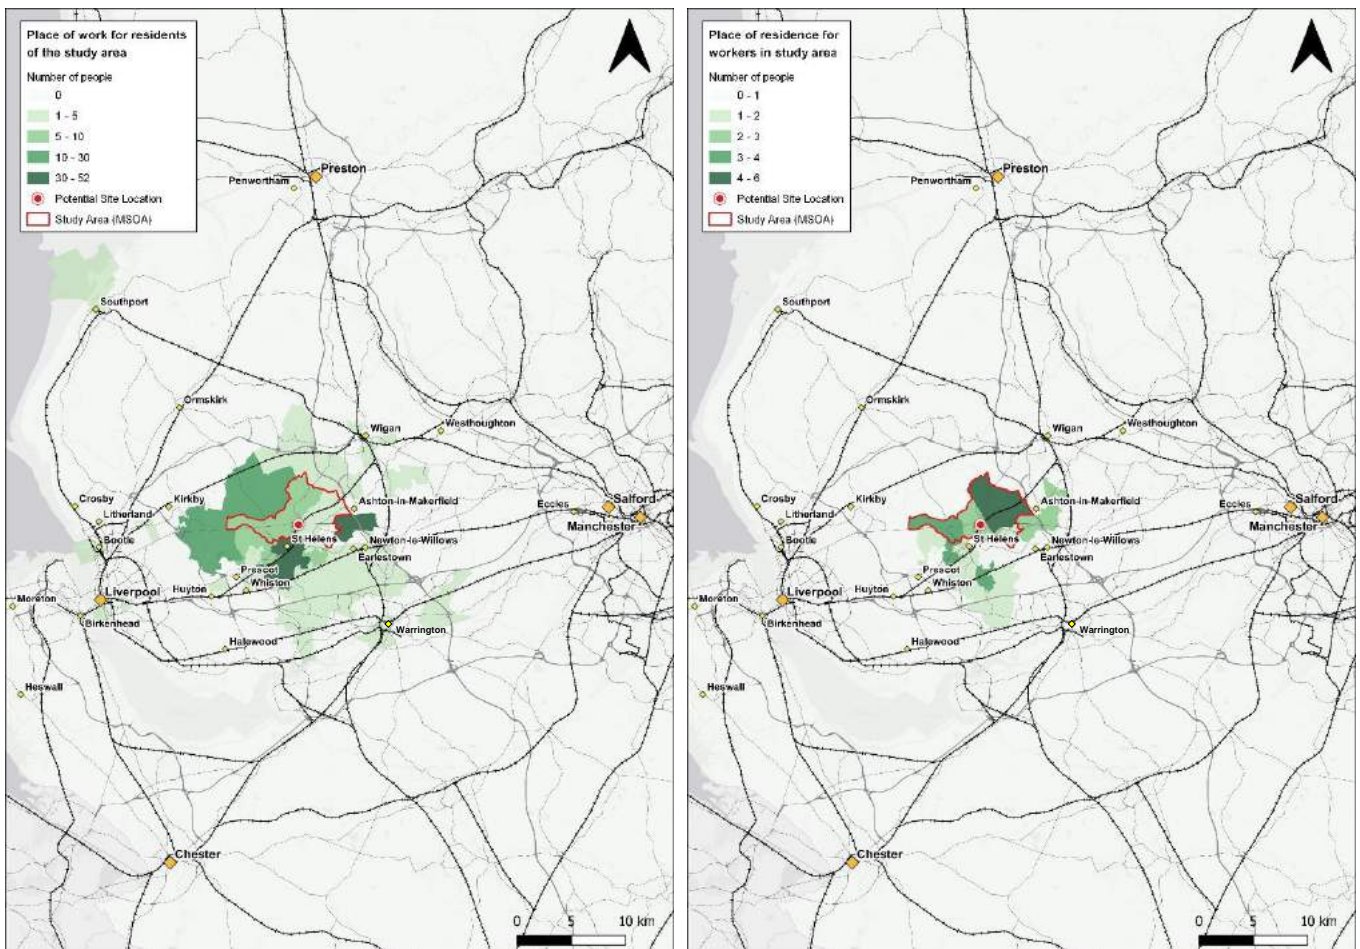 Place of work for residents
of the study area
Number of people
0
1 - 5
5 - 10
10 - 30
30 - 52
Potential Site Location
Study Area (MSOA)
Preston
Penwortham
Southport
Ormskirk
Wigan
Westhoughton
Crosby
Kirkby
Ashton-in-Makerfield
Litherland
Eccles
Salford
Manchester
Bootle
St Helens
Newton-le-Willows
Earlestown
Prescot
Whiston
Huyton
Liverpool
Moreton
Birkenhead
Warrington
Halewood
Heswall
Chester
0 5 10 km
Place of residence for
workers in study area
Number of people
0 - 1
1 - 2
2 - 3
3 - 4
4 - 6
Potential Site Location
Study Area (MSOA)
Preston
Penwortham
Southport
Ormskirk
Wigan
Westhoughton
Crosby
Kirkby
Ashton-in-Makerfield
Litherland
Eccles
Salford
Manchester
Bootle
St Helens
Newton-le-Willows
Earlestown
Prescot
Whiston
Huyton
Liverpool
Moreton
Birkenhead
Warrington
Halewood
Heswall
Chester
0 5 10 km